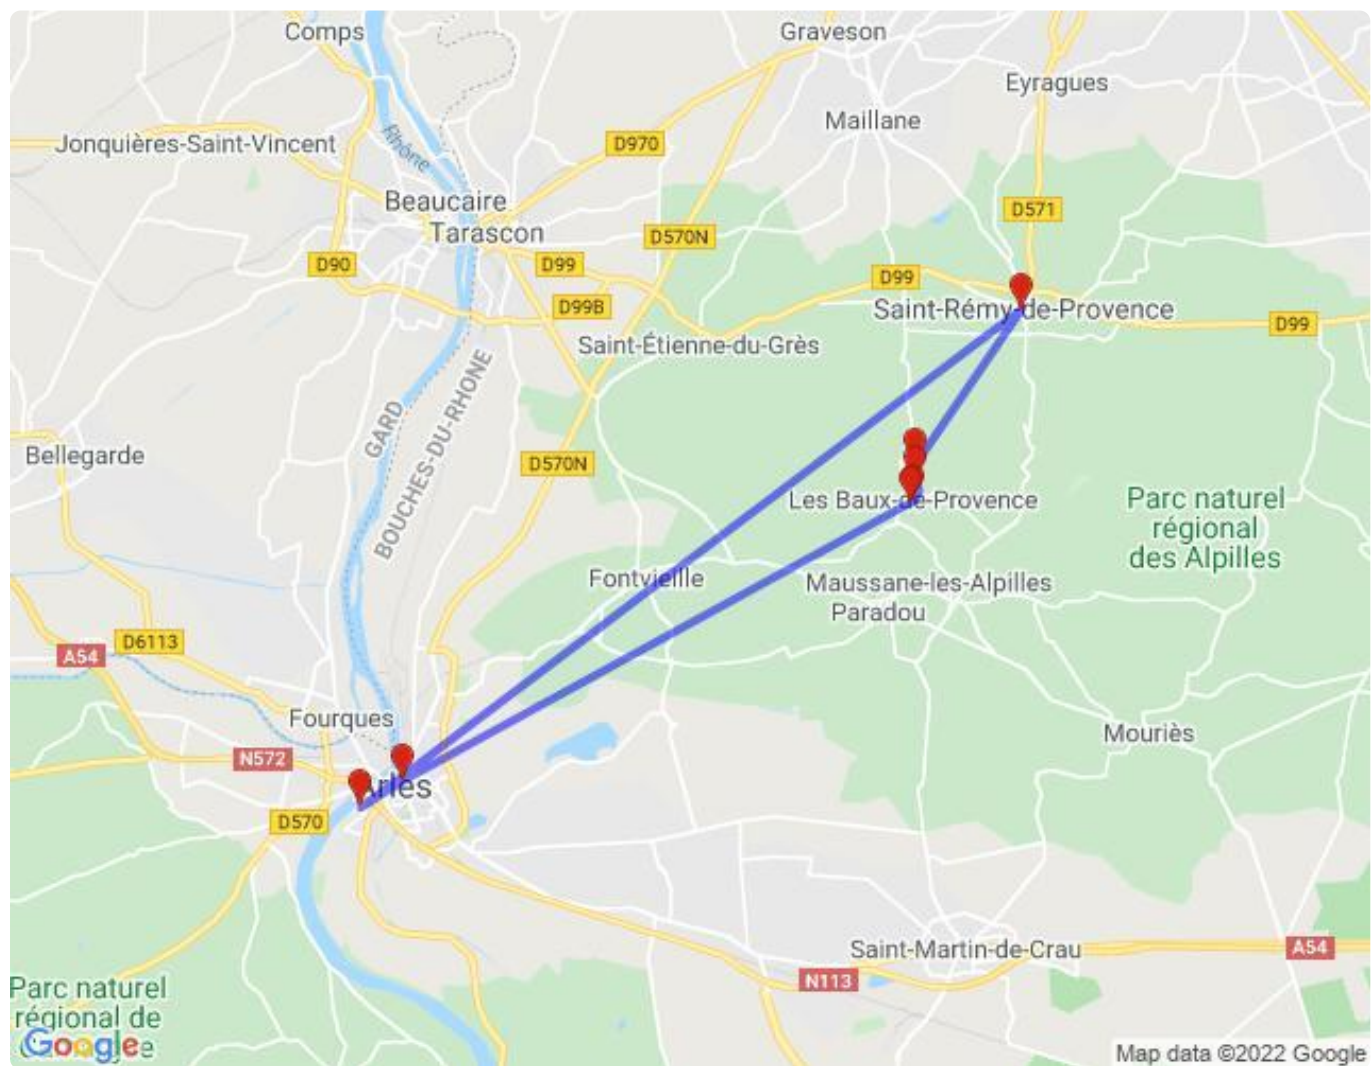 Comps
Graveson
Eyragues
Maillane
Jonquières-Saint-Vincent
Rhône
D970
Beaucaire
Tarascon
D571
D570N
D90
D99
D99
D99B
Saint-Rémy-de-Provence
D99
Saint-Étienne-du-Grès
GARD
BOUCHES-DU-RHONE
Bellegarde
D570N
Les Baux-de-Provence
Parc naturel
régional
des Alpilles
Fontvieille
Maussane-les-Alpilles
Paradou
D6113
A54
Fourques
Mouriès
N572
Arles
D570
Saint-Martin-de-Crau
A54
N113
Parc naturel
régional de
Google
Map data ©2022 Google